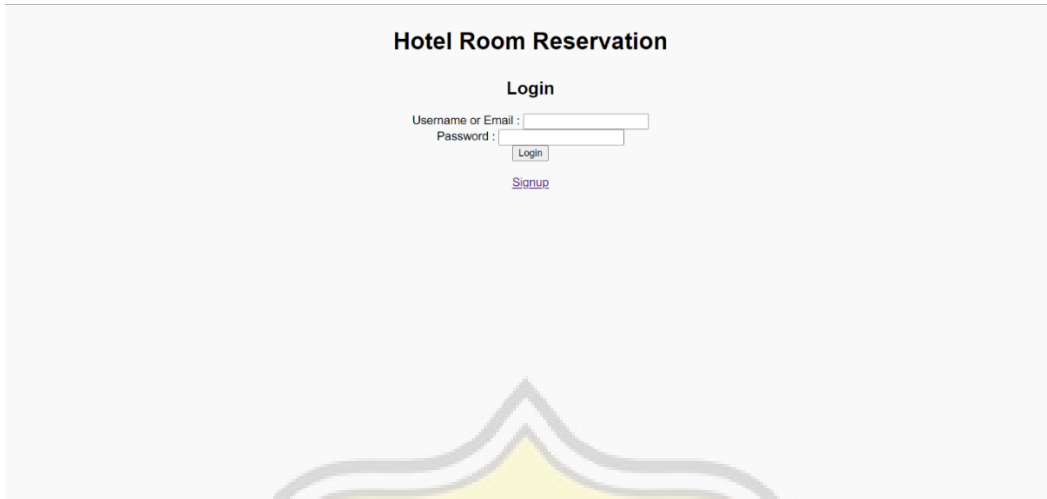 Hotel Room Reservation
Login
Username or Email :
Password :
Login
Signup